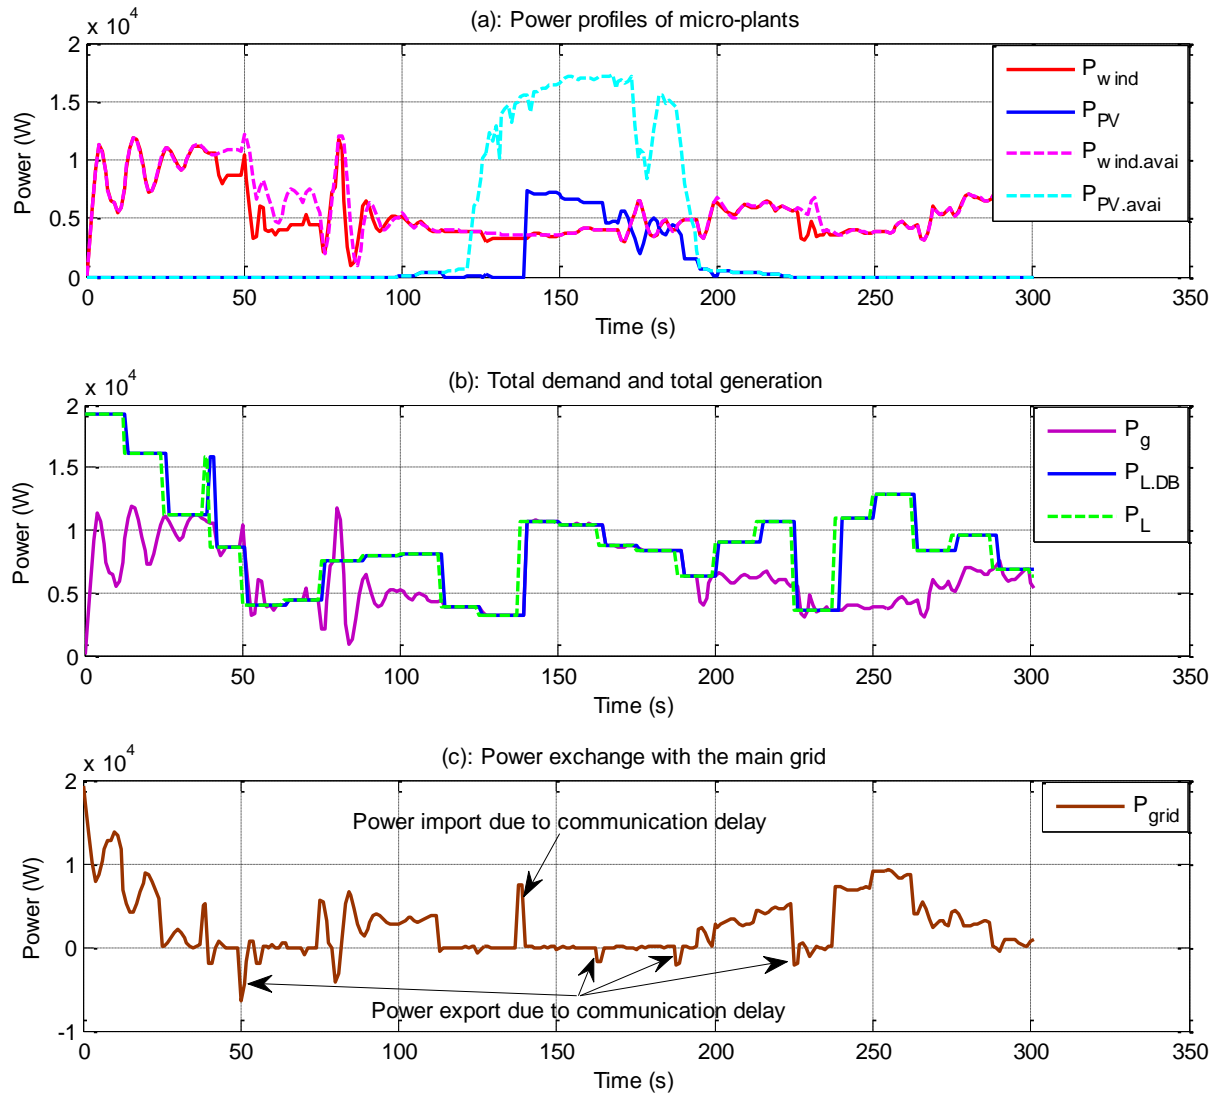 (a): Power profiles of micro-plants
x 10^4
2
1.5
1
0.5
0
Power (W)
0 50 100 150 200 250 300 350
Time (s)
P_wind
P_PV
P_wind.avai
P_PV.avai
(b): Total demand and total generation
x 10^4
2
1.5
1
0.5
0
Power (W)
0 50 100 150 200 250 300 350
Time (s)
P_g
P_L.DB
P_L
(c): Power exchange with the main grid
x 10^4
2
1
0
-1
Power (W)
Power import due to communication delay
Power export due to communication delay
0 50 100 150 200 250 300 350
Time (s)
P_grid